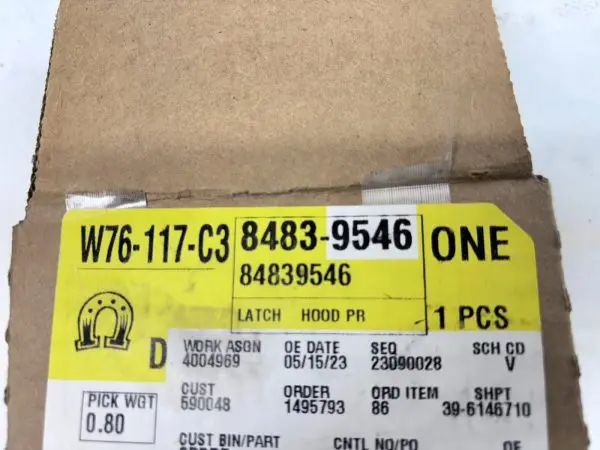 W76-117-C3 8483-9546 ONE
84839546
LATCH HOOD PR 1 PCS
D WORK ASGN OE DATE SEQ SCH CD
4004969 05/15/23 23090028 V
PICK WGT CUST ORDER ORD ITEM SHPT
0.80 590048 1495793 86 39-6146710
CUST BIN/PART CNTL NO/PO